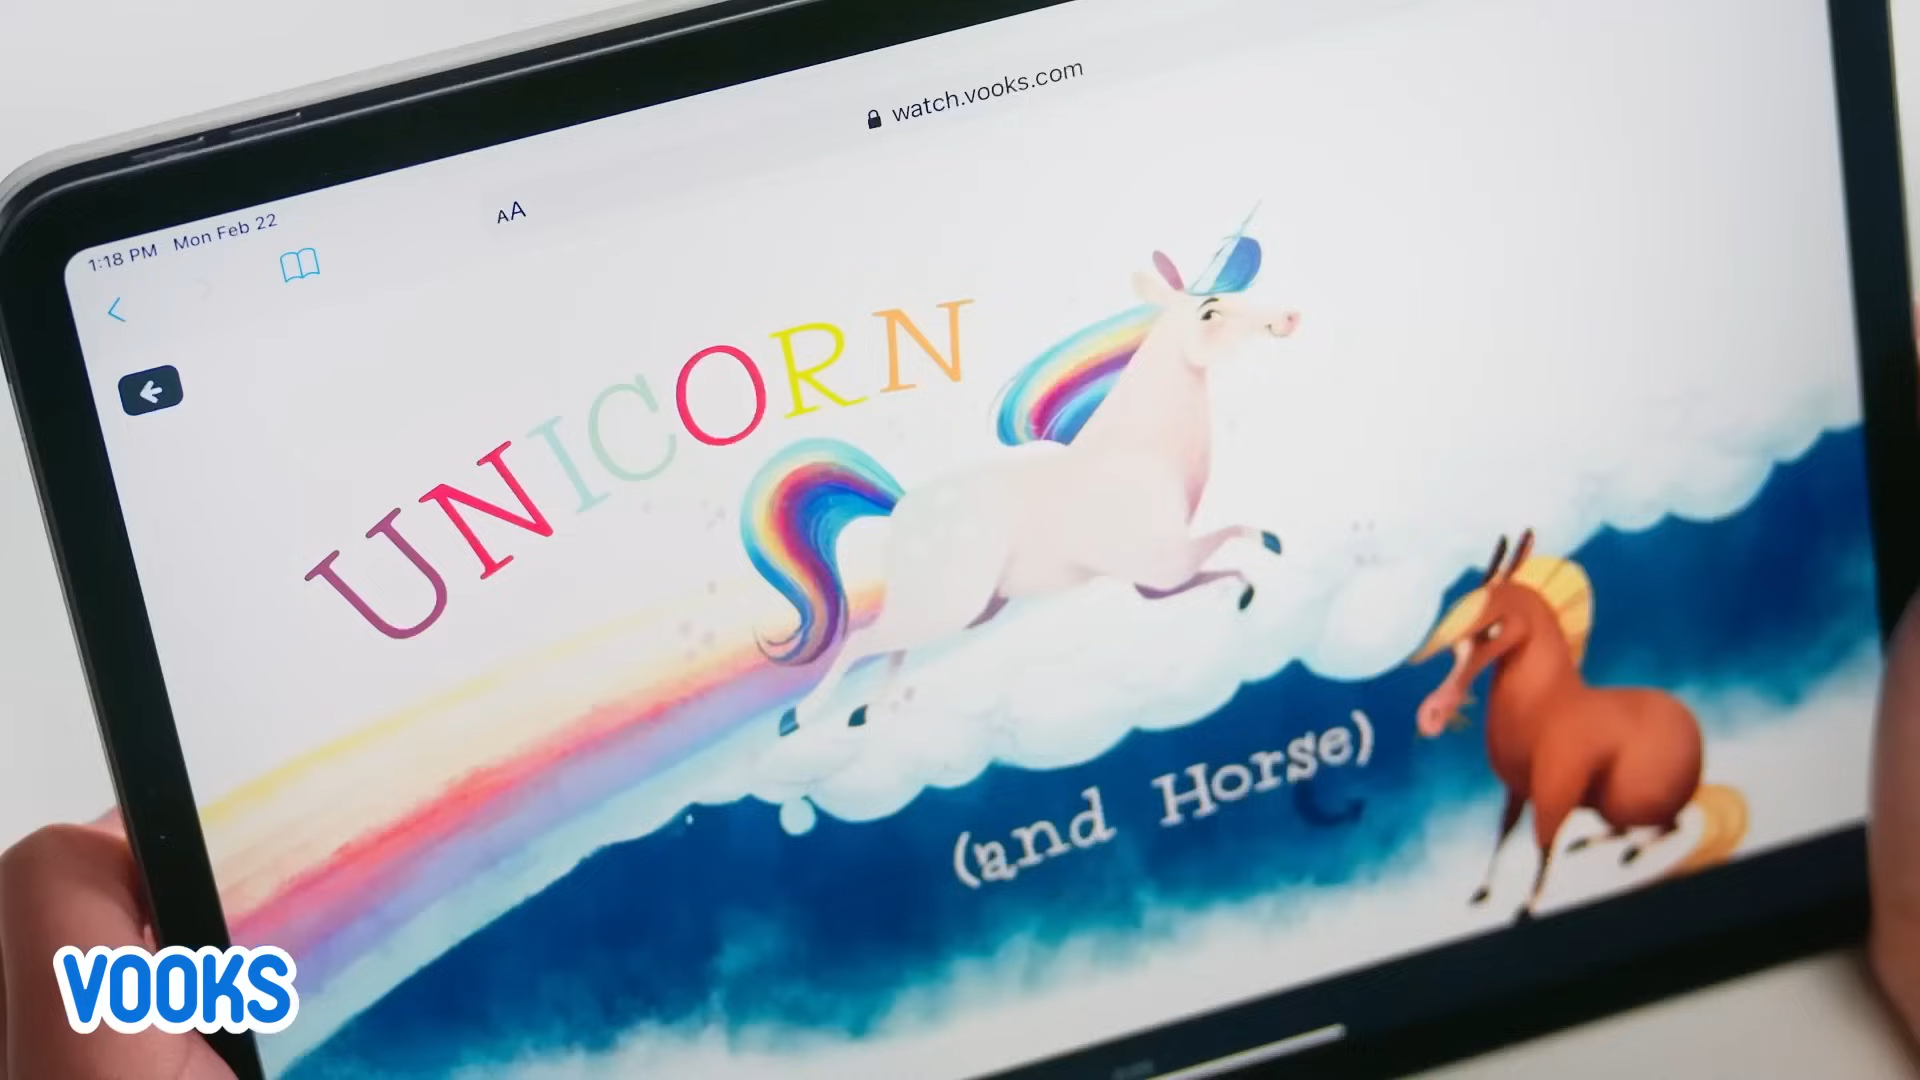 watch.vooks.com
1:18 PM Mon Feb 22
AA
UNICORN
(and Horse)
VOOKS